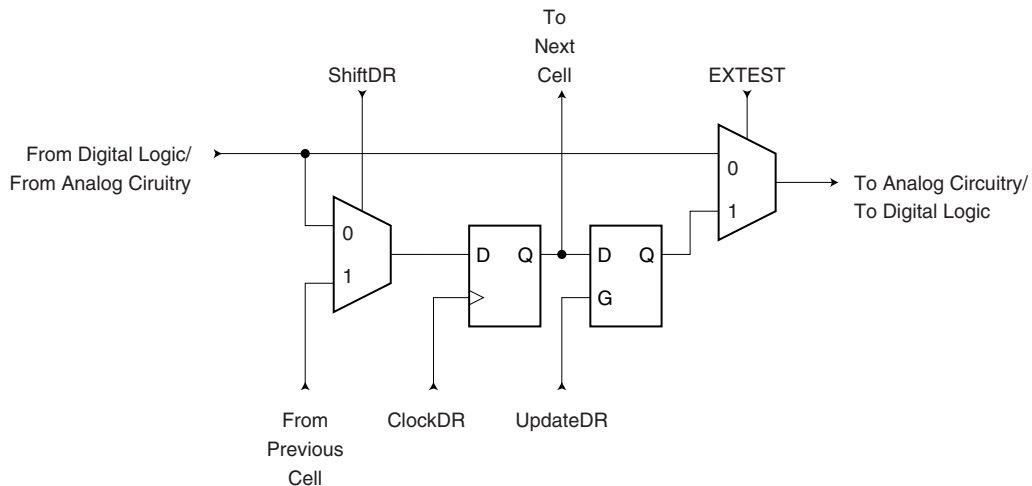 To
Next
Cell
ShiftDR
EXTEST
From Digital Logic/
From Analog Ciruitry
0
To Analog Circuitry/
To Digital Logic
1
0
1
D Q
D Q
G
From
Previous
Cell
ClockDR
UpdateDR